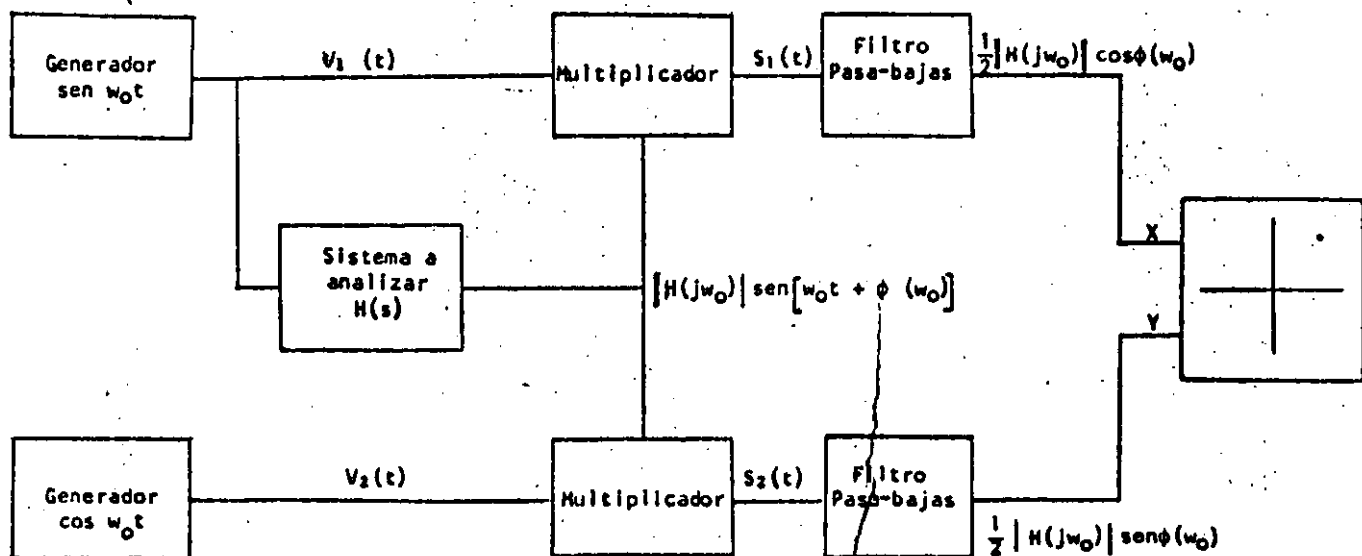 Generador
sen w₀t
V₁ (t)
Multiplicador
S₁(t)
Filtro
Pasa-bajas
½|H(jw₀)| cosϕ(w₀)
Sistema a
analizar
H(s)
|H(jw₀)| sen[w₀t + ϕ (w₀)]
X
Y
Generador
cos w₀t
V₂(t)
Multiplicador
S₂(t)
Filtro
Pasa-bajas
½ | H(jw₀)| senϕ(w₀)